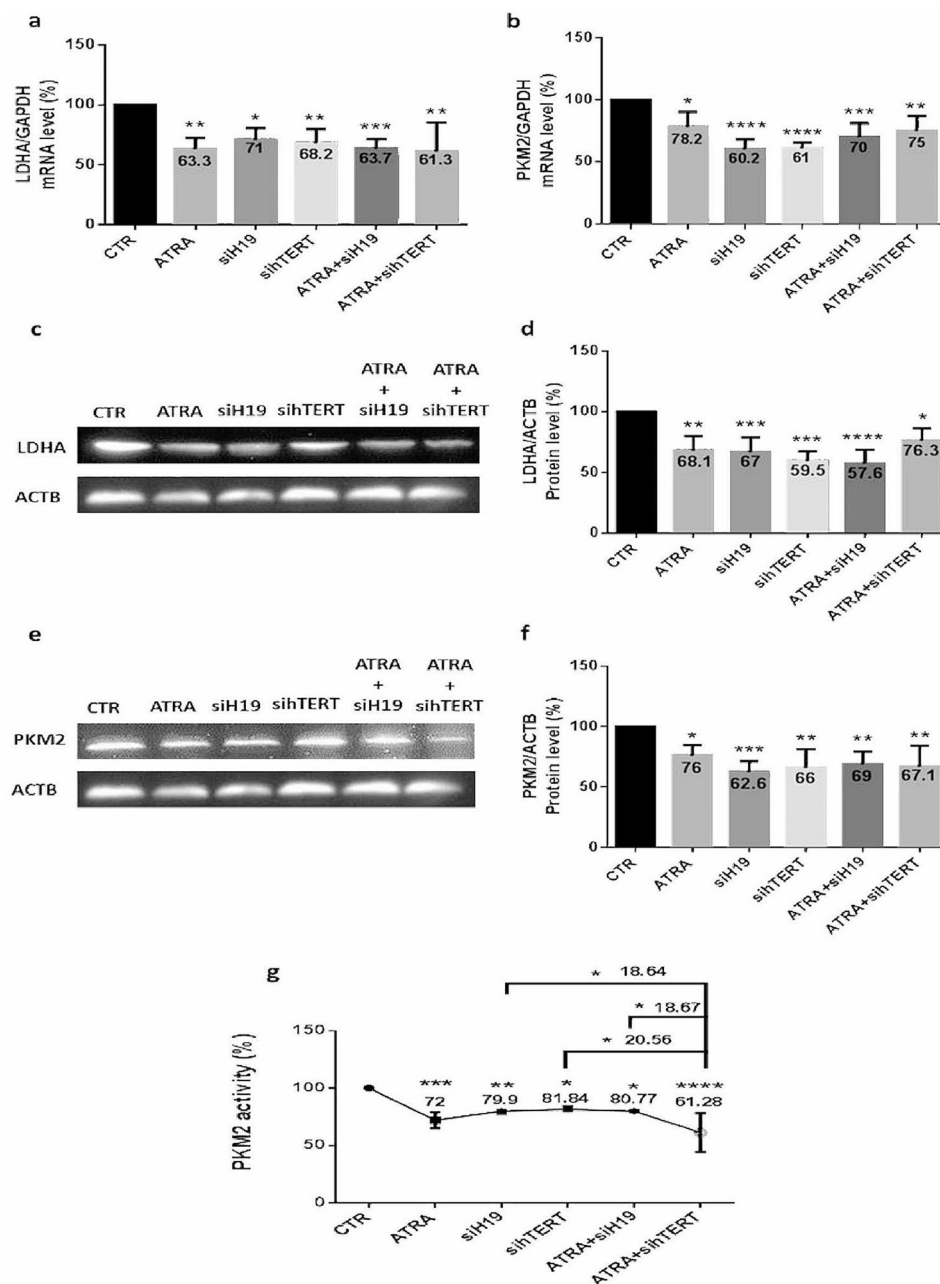 a
LDHA/GAPDH
mRNA level (%)
150
100
50
0
**
*
**
***
**
63.3
71
68.2
63.7
61.3
CTR
ATRA
siH19
sihTERT
ATRA+siH19
ATRA+sihTERT
b
PKM2/GAPDH
mRNA level (%)
150
100
50
0
*
****
****
***
**
78.2
60.2
61
70
75
CTR
ATRA
siH19
sihTERT
ATRA+siH19
ATRA+sihTERT
c
CTR
ATRA
siH19
sihTERT
ATRA
+
siH19
ATRA
+
sihTERT
LDHA
ACTB
d
LDHA/ACTB
Protein level (%)
150
100
50
0
**
***
***
****
*
68.1
67
59.5
57.6
76.3
CTR
ATRA
siH19
sihTERT
ATRA+siH19
ATRA+sihTERT
e
CTR
ATRA
siH19
sihTERT
ATRA
+
siH19
ATRA
+
sihTERT
PKM2
ACTB
f
PKM2/ACTB
Protein level (%)
150
100
50
0
*
***
**
**
**
76
62.6
66
69
67.1
CTR
ATRA
siH19
sihTERT
ATRA+siH19
ATRA+sihTERT
g
PKM2 activity (%)
150
100
50
0
* 18.64
* 18.67
* 20.56
***
**
*
*
****
72
79.9
81.84
80.77
61.28
CTR
ATRA
siH19
sihTERT
ATRA+siH19
ATRA+sihTERT